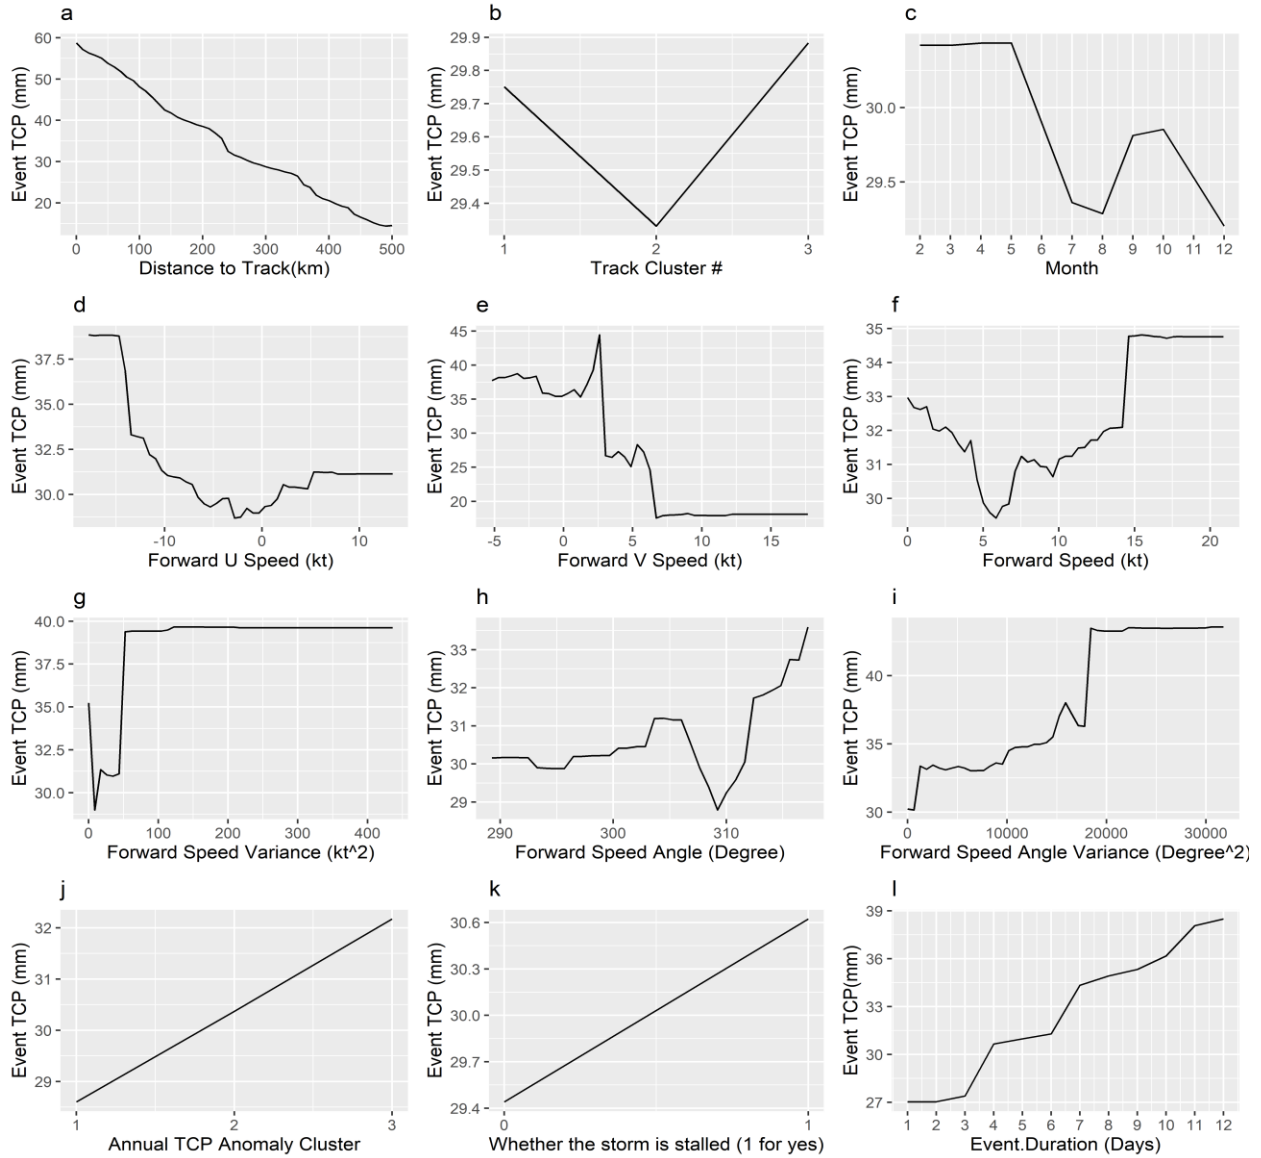 a
b
c
60
50
40
30
20
Event TCP (mm)
0 100 200 300 400 500
Distance to Track(km)
29.9
29.8
29.7
29.6
29.5
29.4
Event TCP (mm)
1 2 3
Track Cluster #
30.0
29.5
Event TCP (mm)
2 3 4 5 6 7 8 9 10 11 12
Month
d
e
f
37.5
35.0
32.5
30.0
Event TCP (mm)
-10 0 10
Forward U Speed (kt)
45
40
35
30
25
20
Event TCP (mm)
-5 0 5 10 15
Forward V Speed (kt)
35
34
33
32
31
30
Event TCP (mm)
0 5 10 15 20
Forward Speed (kt)
g
h
i
40.0
37.5
35.0
32.5
30.0
Event TCP (mm)
0 100 200 300 400
Forward Speed Variance (kt^2)
33
32
31
30
29
Event TCP (mm)
290 300 310
Forward Speed Angle (Degree)
40
35
30
Event TCP (mm)
0 10000 20000 30000
Forward Speed Angle Variance (Degree^2)
j
k
l
32
31
30
29
Event TCP (mm)
1 2 3
Annual TCP Anomaly Cluster
30.6
30.3
30.0
29.7
29.4
Event TCP (mm)
0 1
Whether the storm is stalled (1 for yes)
39
36
33
30
27
Event TCP(mm)
1 2 3 4 5 6 7 8 9 10 11 12
Event.Duration (Days)